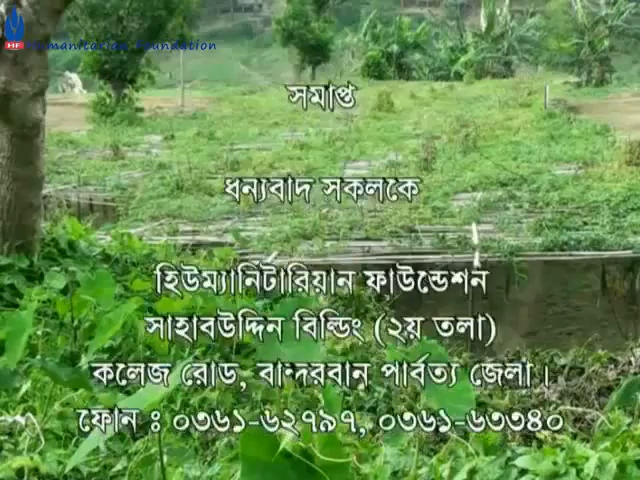 Humanitarian Foundation
HF
সমাপ্ত
ধন্যবাদ সকলকে
হিউম্যানিটারিয়ান ফাউন্ডেশন
সাহাবউদ্দিন বিল্ডিং (২য় তলা)
কলেজ রোড, বান্দরবান পার্বত্য জেলা।
ফোন ঃ ০৩৬১-৬২৭৯৭, ০৩৬১-৬৩৩৪০